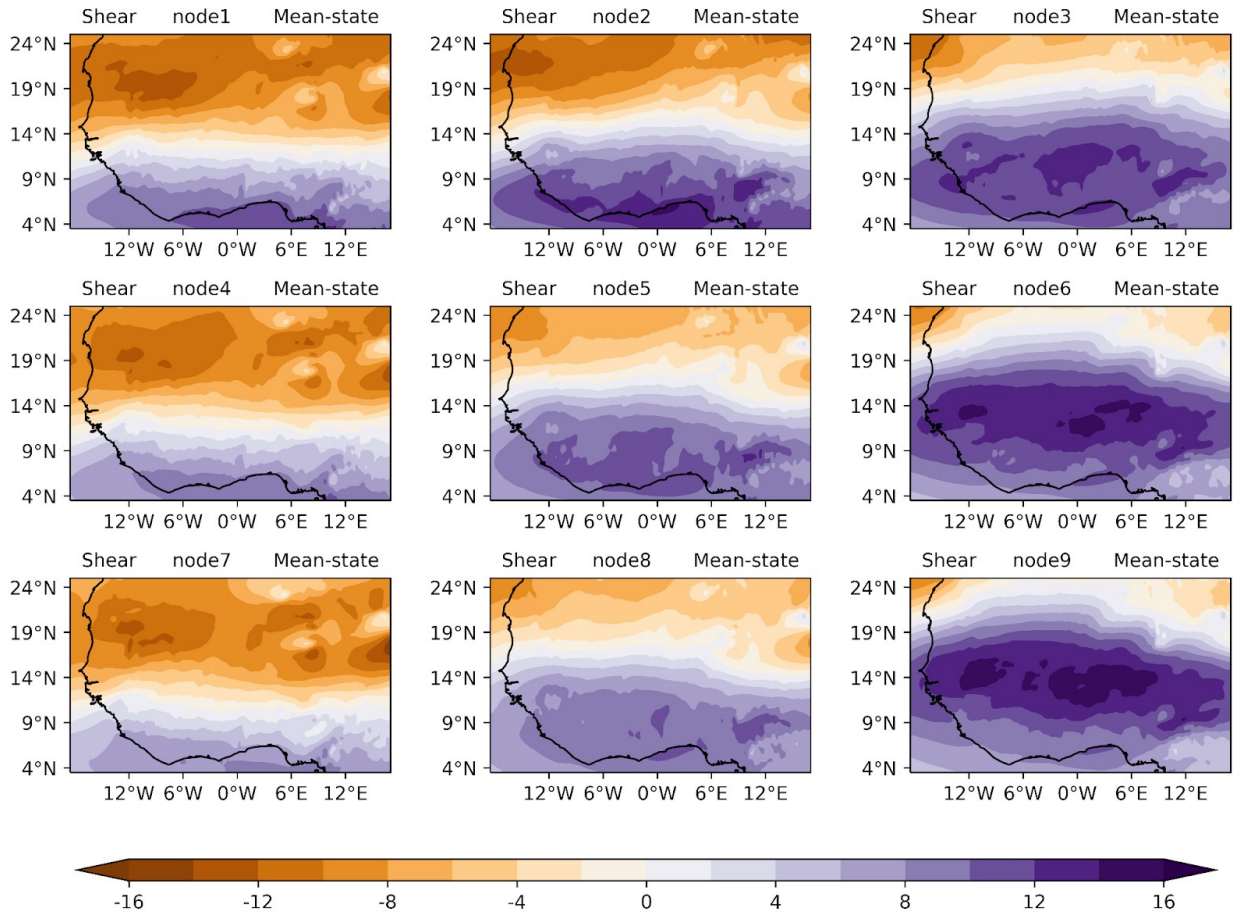 Shear node1 Mean-state Shear node2 Mean-state Shear node3 Mean-state
24°N 24°N 24°N
19°N 19°N 19°N
14°N 14°N 14°N
9°N 9°N 9°N
4°N 4°N 4°N
12°W 6°W 0°W 6°E 12°E 12°W 6°W 0°W 6°E 12°E 12°W 6°W 0°W 6°E 12°E
Shear node4 Mean-state Shear node5 Mean-state Shear node6 Mean-state
24°N 24°N 24°N
19°N 19°N 19°N
14°N 14°N 14°N
9°N 9°N 9°N
4°N 4°N 4°N
12°W 6°W 0°W 6°E 12°E 12°W 6°W 0°W 6°E 12°E 12°W 6°W 0°W 6°E 12°E
Shear node7 Mean-state Shear node8 Mean-state Shear node9 Mean-state
24°N 24°N 24°N
19°N 19°N 19°N
14°N 14°N 14°N
9°N 9°N 9°N
4°N 4°N 4°N
12°W 6°W 0°W 6°E 12°E 12°W 6°W 0°W 6°E 12°E 12°W 6°W 0°W 6°E 12°E
-16 -12 -8 -4 0 4 8 12 16